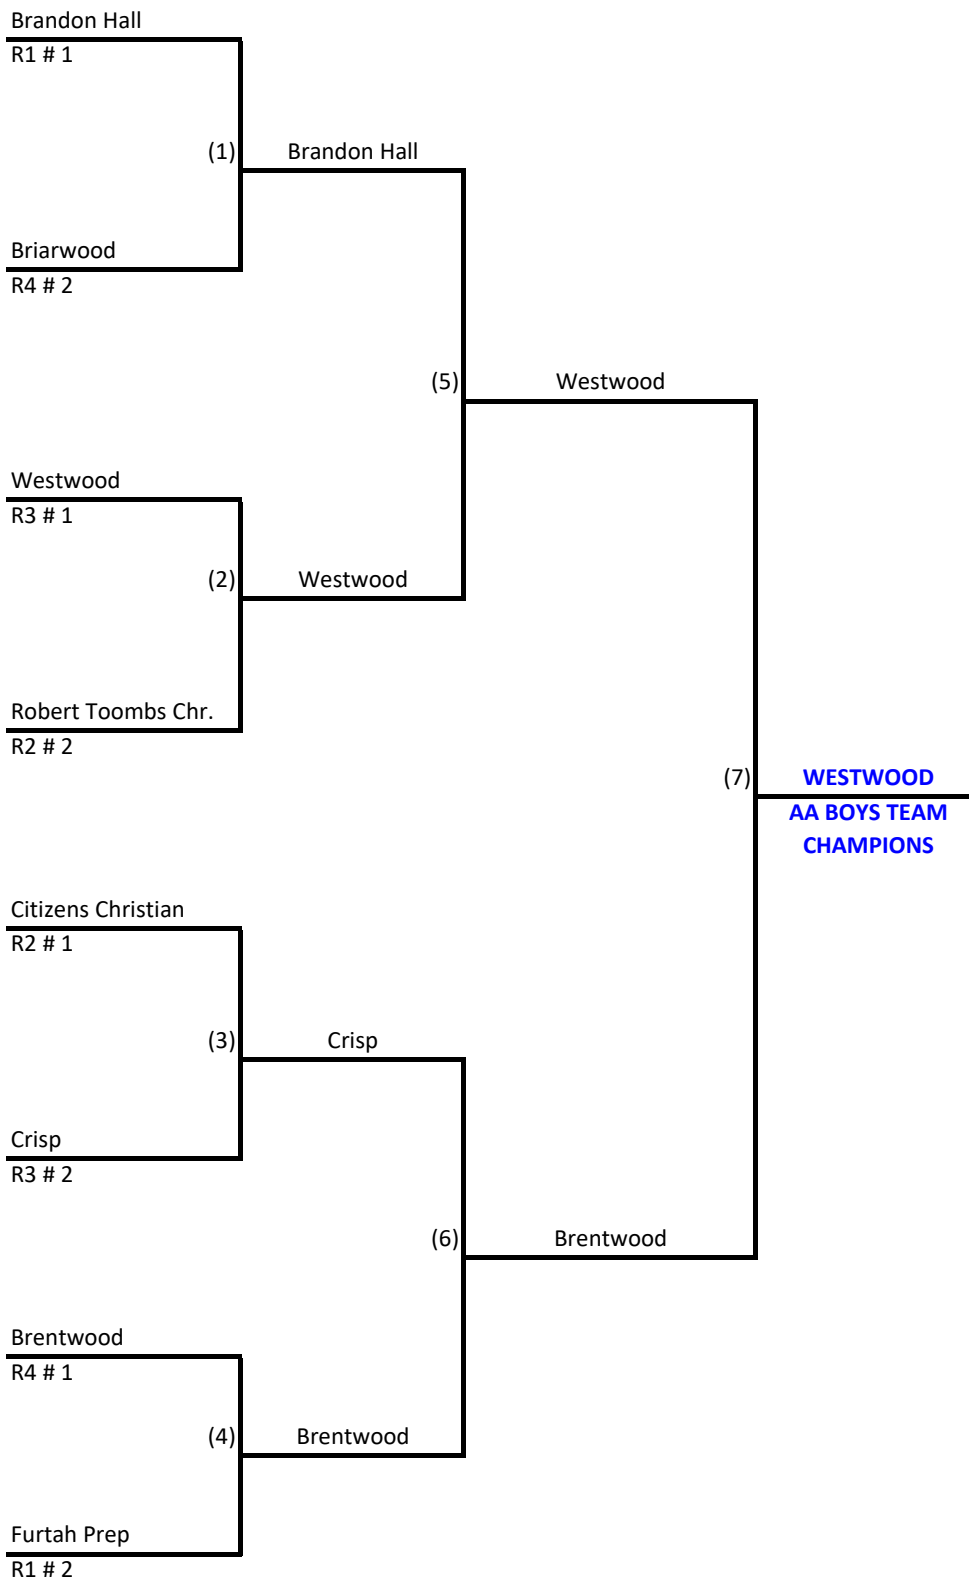 Brandon Hall
R1 # 1
(1)
Brandon Hall
Briarwood
R4 # 2
(5)
Westwood
Westwood
R3 # 1
(2)
Westwood
Robert Toombs Chr.
R2 # 2
(7)
WESTWOOD
AA BOYS TEAM
CHAMPIONS
Citizens Christian
R2 # 1
(3)
Crisp
Crisp
R3 # 2
(6)
Brentwood
Brentwood
R4 # 1
(4)
Brentwood
Furtah Prep
R1 # 2